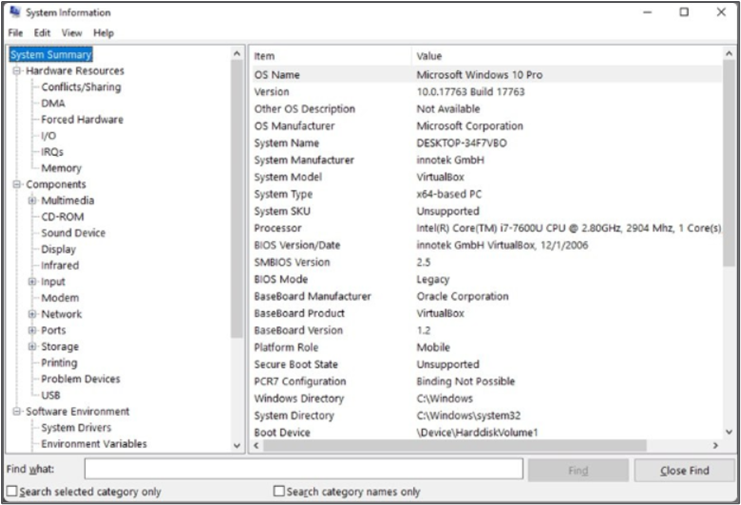 System Information
File Edit View Help
System Summary
Hardware Resources
Conflicts/Sharing
DMA
Forced Hardware
I/O
IRQs
Memory
Components
Multimedia
CD-ROM
Sound Device
Display
Infrared
Input
Modem
Network
Ports
Storage
Printing
Problem Devices
USB
Software Environment
System Drivers
Environment Variables
Item Value
OS Name Microsoft Windows 10 Pro
Version 10.0.17763 Build 17763
Other OS Description Not Available
OS Manufacturer Microsoft Corporation
System Name DESKTOP-34F7VBO
System Manufacturer innotek GmbH
System Model VirtualBox
System Type x64-based PC
System SKU Unsupported
Processor Intel(R) Core(TM) i7-7600U CPU @ 2.80GHz, 2904 Mhz, 1 Core(s)
BIOS Version/Date innotek GmbH VirtualBox, 12/1/2006
SMBIOS Version 2.5
BIOS Mode Legacy
BaseBoard Manufacturer Oracle Corporation
BaseBoard Product VirtualBox
BaseBoard Version 1.2
Platform Role Mobile
Secure Boot State Unsupported
PCR7 Configuration Binding Not Possible
Windows Directory C:\Windows
System Directory C:\Windows\system32
Boot Device \Device\HarddiskVolume1
Find what: Find Close Find
Search selected category only Search category names only